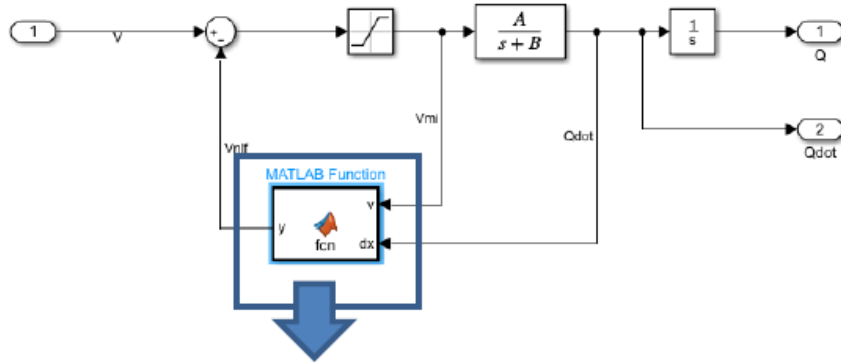 1
V
+
-
A
s + B
1
s
1
Q
Vmi
Qdot
2
Qdot
Vnlf
MATLAB Function
v
y
fcn
dx